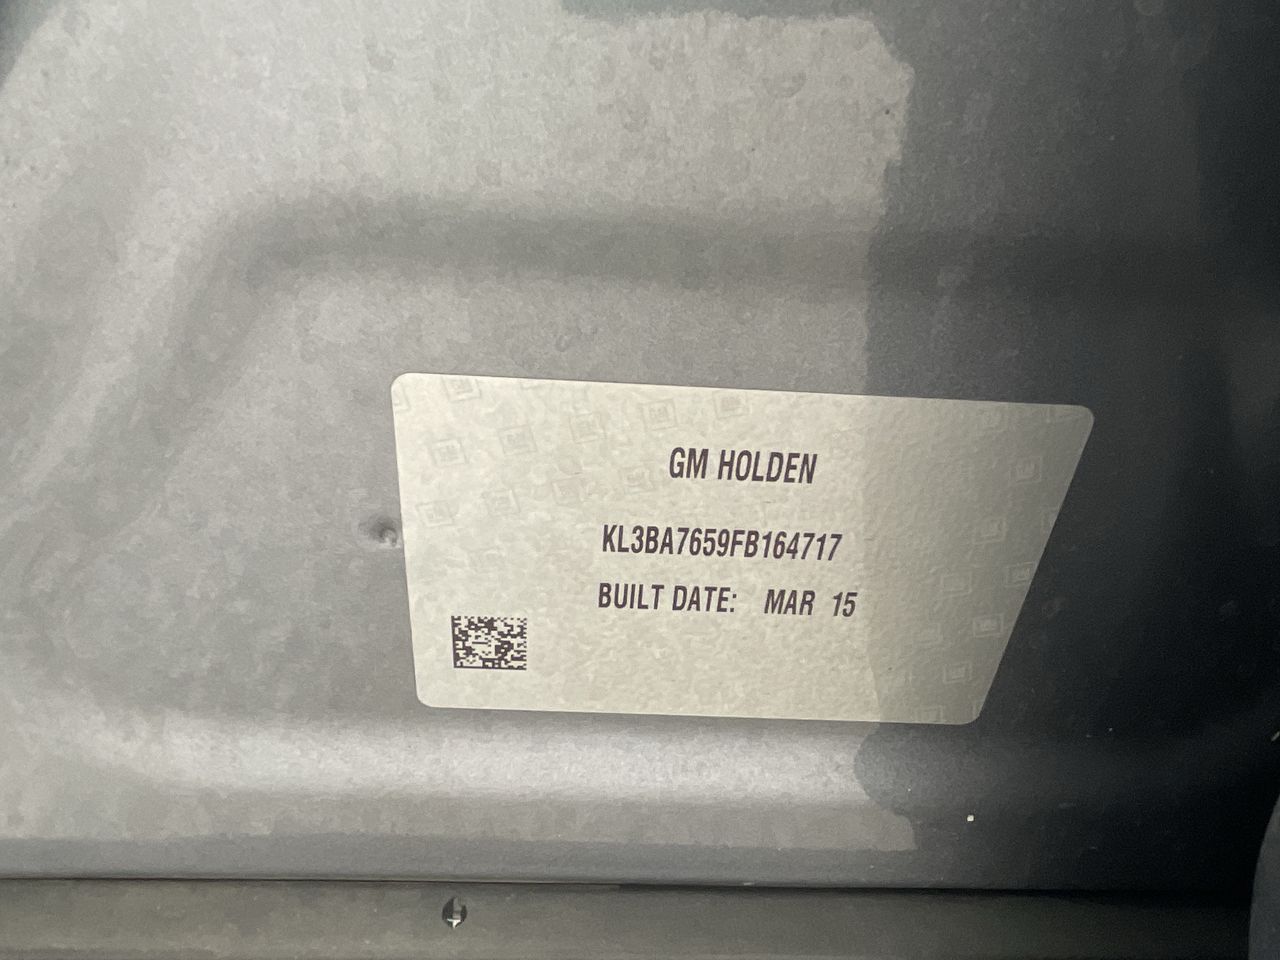 GM HOLDEN
KL3BA7659FB164717
BUILT DATE: MAR 15